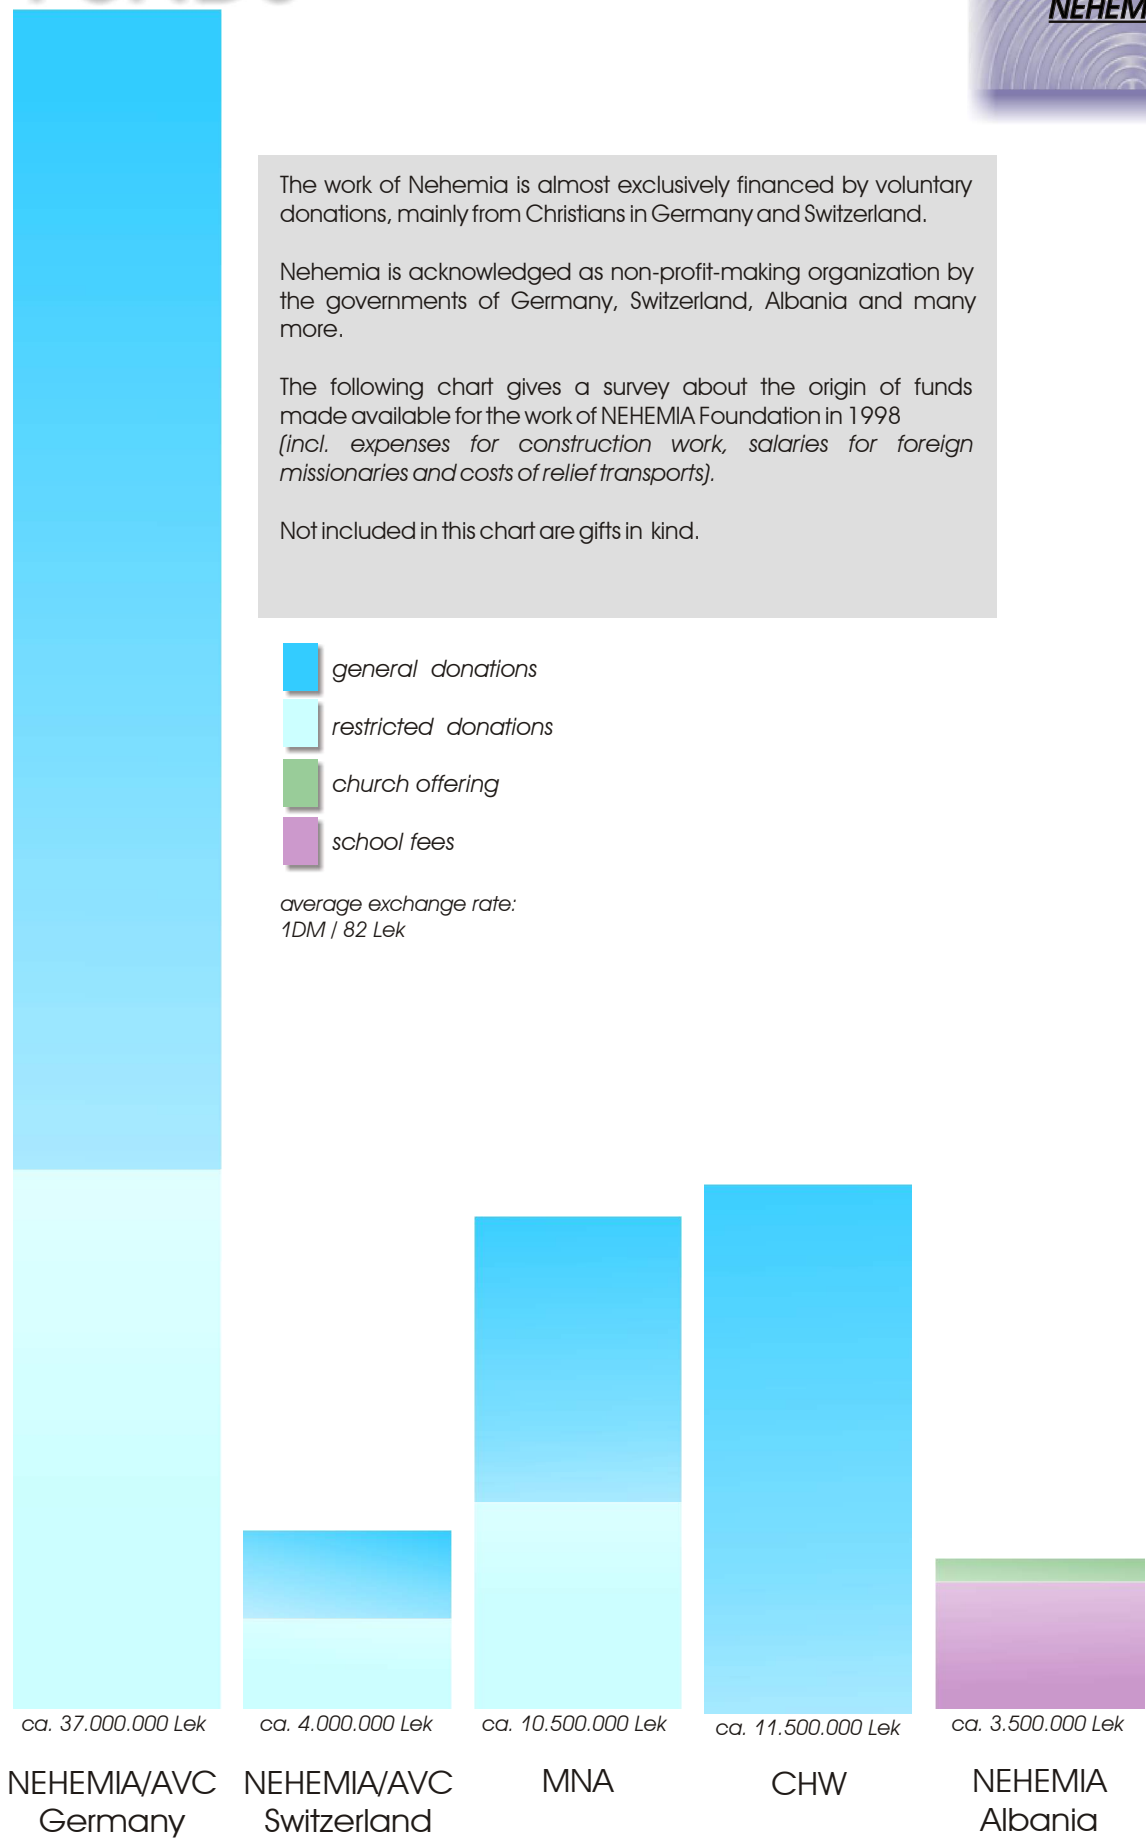 NEHEM
The work of Nehemia is almost exclusively financed by voluntary
donations, mainly from Christians in Germany and Switzerland.
Nehemia is acknowledged as non-profit-making organization by
the governments of Germany, Switzerland, Albania and many
more.
The following chart gives a survey about the origin of funds
made available for the work of NEHEMIA Foundation in 1998
(incl. expenses for construction work, salaries for foreign
missionaries and costs of relief transports).
Not included in this chart are gifts in kind.
general donations
restricted donations
church offering
school fees
average exchange rate:
1DM / 82 Lek
ca. 37.000.000 Lek
ca. 4.000.000 Lek
ca. 10.500.000 Lek
ca. 11.500.000 Lek
ca. 3.500.000 Lek
NEHEMIA/AVC
Germany
NEHEMIA/AVC
Switzerland
MNA
CHW
NEHEMIA
Albania